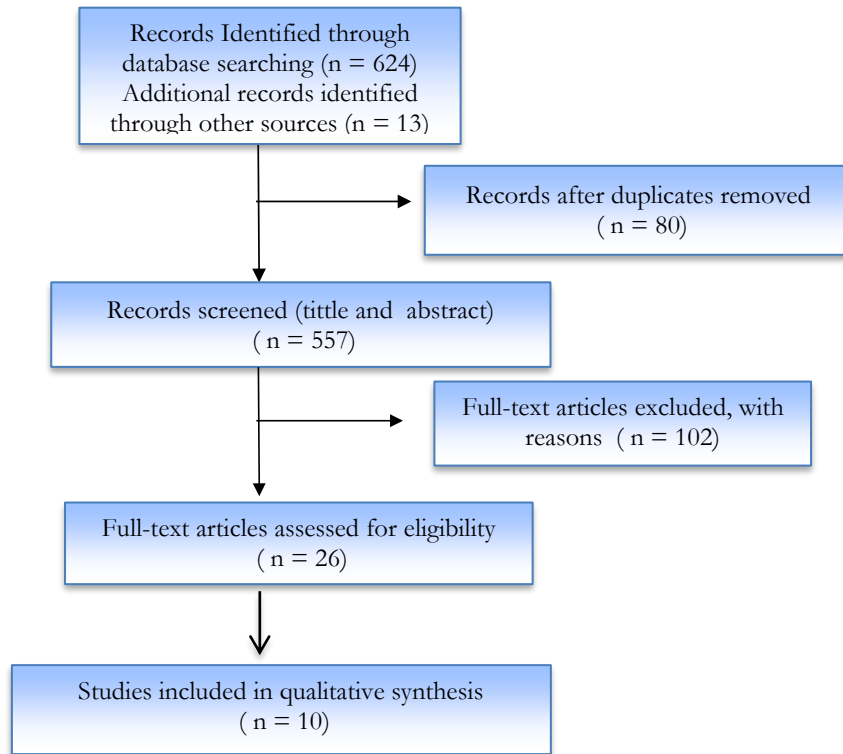 Records Identified through
database searching (n = 624)
Additional records identified
through other sources (n = 13)
Records after duplicates removed
( n = 80)
Records screened (tittle and abstract)
( n = 557)
Full-text articles excluded, with
reasons ( n = 102)
Full-text articles assessed for eligibility
( n = 26)
Studies included in qualitative synthesis
( n = 10)